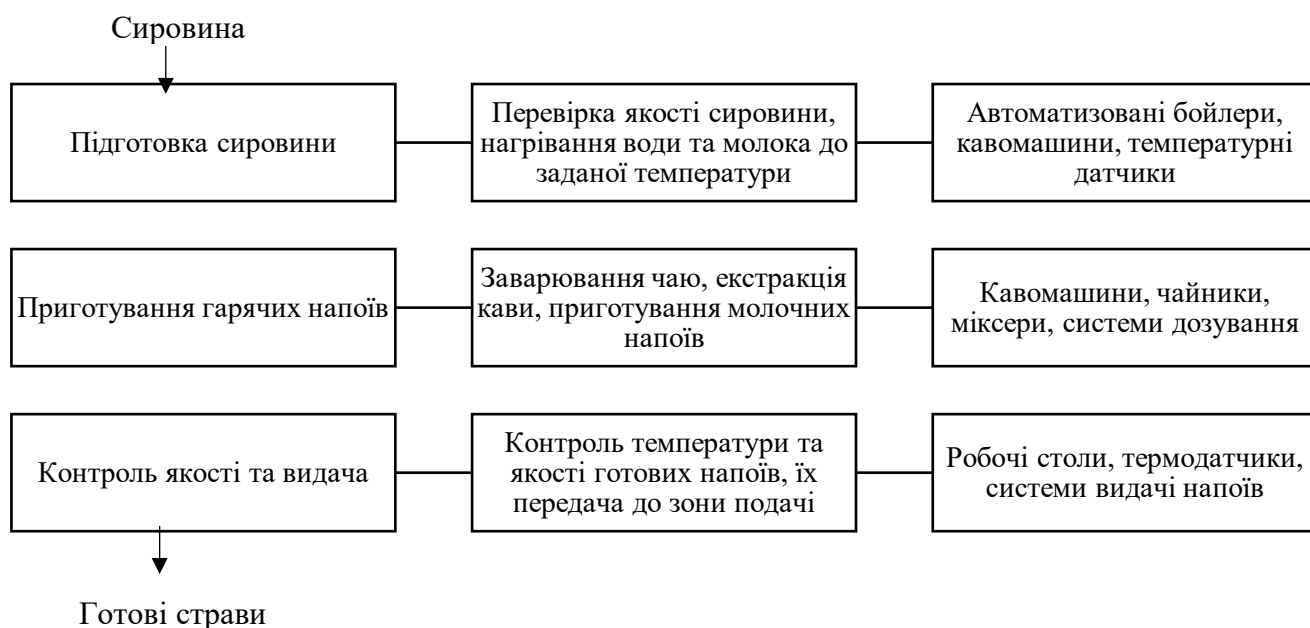 Сировина
Підготовка сировини
Перевірка якості сировини,
нагрівання води та молока до
заданої температури
Автоматизовані бойлери,
кавомашини, температурні
датчики
Приготування гарячих напоїв
Заварювання чаю, екстракція
кави, приготування молочних
напоїв
Кавомашини, чайники,
міксери, системи дозування
Контроль якості та видача
Контроль температури та
якості готових напоїв, їх
передача до зони подачі
Робочі столи, термодатчики,
системи видачі напоїв
Готові страви